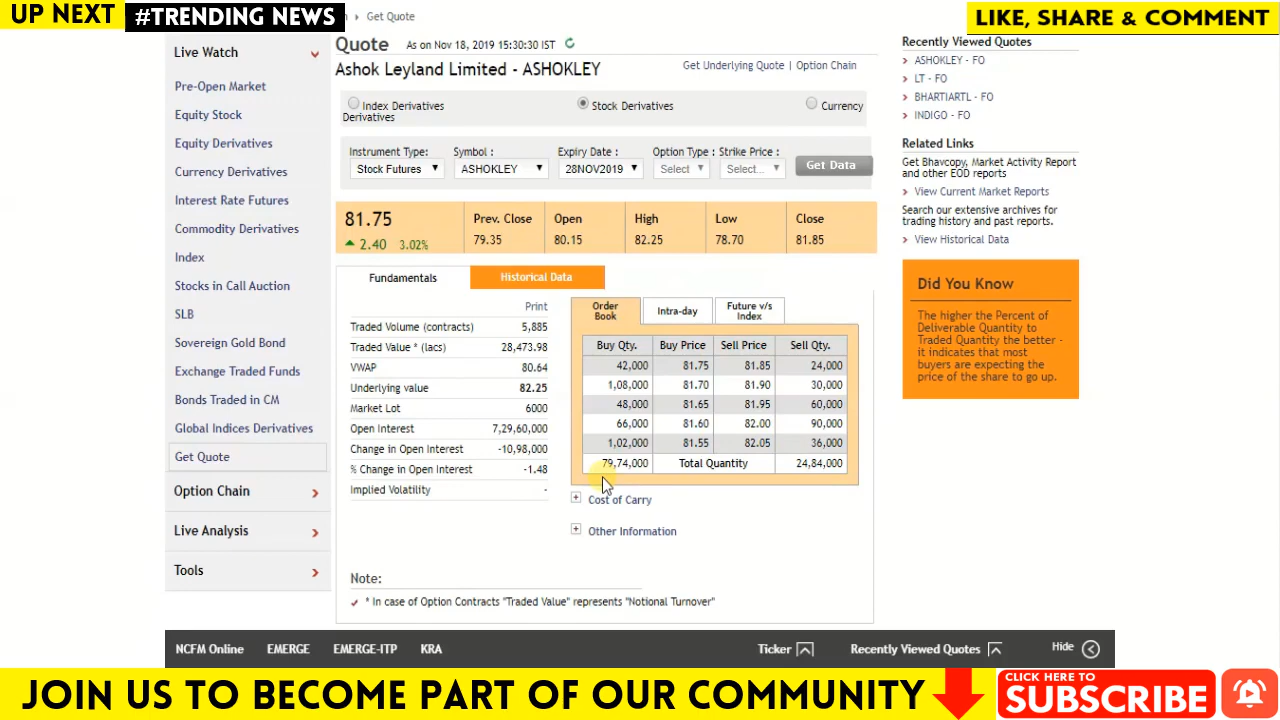 UP NEXT
#TRENDING NEWS
Get Quote
LIKE, SHARE & COMMENT
Live Watch
Pre-Open Market
Equity Stock
Equity Derivatives
Currency Derivatives
Interest Rate Futures
Commodity Derivatives
Index
Stocks in Call Auction
SLB
Sovereign Gold Bond
Exchange Traded Funds
Bonds Traded in CM
Global Indices Derivatives
Get Quote
Option Chain
Live Analysis
Tools
Quote As on Nov 18, 2019 15:30:30 IST
Ashok Leyland Limited - ASHOKLEY
Get Underlying Quote | Option Chain
Index Derivatives Stock Derivatives Currency
Derivatives
Instrument Type: Symbol : Expiry Date : Option Type : Strike Price :
Stock Futures ASHOKLEY 28NOV2019 Select Select... Get Data
81.75 Prev. Close Open High Low Close
2.40 3.02% 79.35 80.15 82.25 78.70 81.85
Fundamentals Historical Data
Print
Traded Volume (contracts) 5,885
Traded Value * (lacs) 28,473.98
VWAP 80.64
Underlying value 82.25
Market Lot 6000
Open Interest 7,29,60,000
Change in Open Interest -10,98,000
% Change in Open Interest -1.48
Implied Volatility -
Order Book Intra-day Future v/s Index
Buy Qty. Buy Price Sell Price Sell Qty.
42,000 81.75 81.85 24,000
1,08,000 81.70 81.90 30,000
48,000 81.65 81.95 60,000
66,000 81.60 82.00 90,000
1,02,000 81.55 82.05 36,000
79,74,000 Total Quantity 24,84,000
Cost of Carry
Other Information
Note:
* In case of Option Contracts "Traded Value" represents "Notional Turnover"
Recently Viewed Quotes
ASHOKLEY - FO
LT - FO
BHARTIARTL - FO
INDIGO - FO
Related Links
Get Bhavcopy, Market Activity Report
and other EOD reports
View Current Market Reports
Search our extensive archives for
trading history and past reports.
View Historical Data
Did You Know
The higher the Percent of
Deliverable Quantity to
Traded Quantity the better -
it indicates that most
buyers are expecting the
price of the share to go up.
NCFM Online EMERGE EMERGE-ITP KRA Ticker Recently Viewed Quotes Hide
JOIN US TO BECOME PART OF OUR COMMUNITY
CLICK HERE TO
SUBSCRIBE